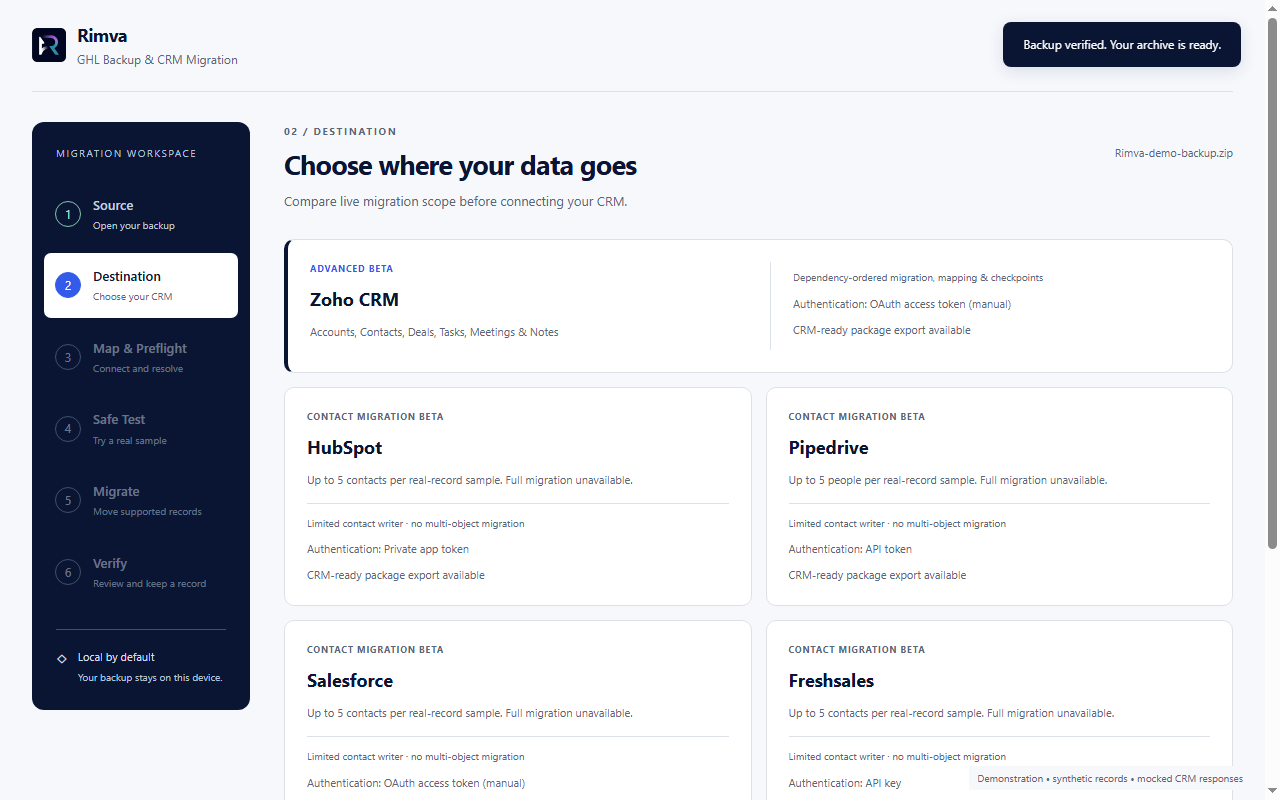 Rimva
GHL Backup & CRM Migration
Backup verified. Your archive is ready.
MIGRATION WORKSPACE
1
Source
Open your backup
2
Destination
Choose your CRM
3
Map & Preflight
Connect and resolve
4
Safe Test
Try a real sample
5
Migrate
Move supported records
6
Verify
Review and keep a record
Local by default
Your backup stays on this device.
02 / DESTINATION
Choose where your data goes
Compare live migration scope before connecting your CRM.
Rimva-demo-backup.zip
ADVANCED BETA
Zoho CRM
Accounts, Contacts, Deals, Tasks, Meetings & Notes
Dependency-ordered migration, mapping & checkpoints
Authentication: OAuth access token (manual)
CRM-ready package export available
CONTACT MIGRATION BETA
HubSpot
Up to 5 contacts per real-record sample. Full migration unavailable.
Limited contact writer · no multi-object migration
Authentication: Private app token
CRM-ready package export available
CONTACT MIGRATION BETA
Pipedrive
Up to 5 people per real-record sample. Full migration unavailable.
Limited contact writer · no multi-object migration
Authentication: API token
CRM-ready package export available
CONTACT MIGRATION BETA
Salesforce
Up to 5 contacts per real-record sample. Full migration unavailable.
Limited contact writer · no multi-object migration
Authentication: OAuth access token (manual)
CONTACT MIGRATION BETA
Freshsales
Up to 5 contacts per real-record sample. Full migration unavailable.
Limited contact writer · no multi-object migration
Authentication: API key
Demonstration • synthetic records • mocked CRM responses